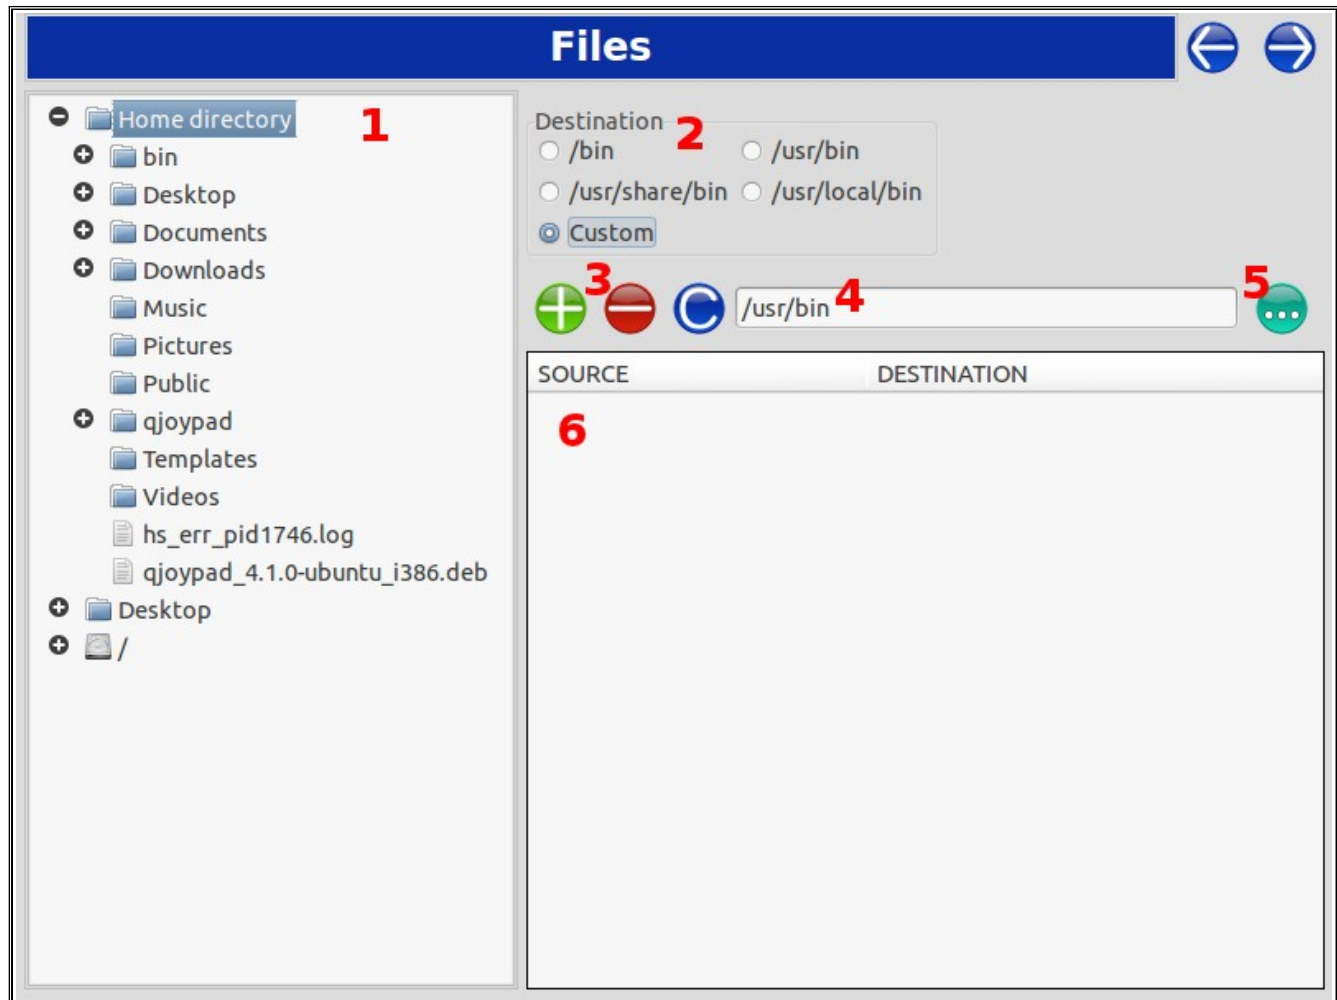 Files
Home directory
1
bin
Desktop
Documents
Downloads
Music
Pictures
Public
qjoypad
Templates
Videos
hs_err_pid1746.log
qjoypad_4.1.0-ubuntu_i386.deb
Desktop
/
Destination
2
/bin /usr/bin
/usr/share/bin /usr/local/bin
Custom
3
/usr/bin
4
5
SOURCE DESTINATION
6